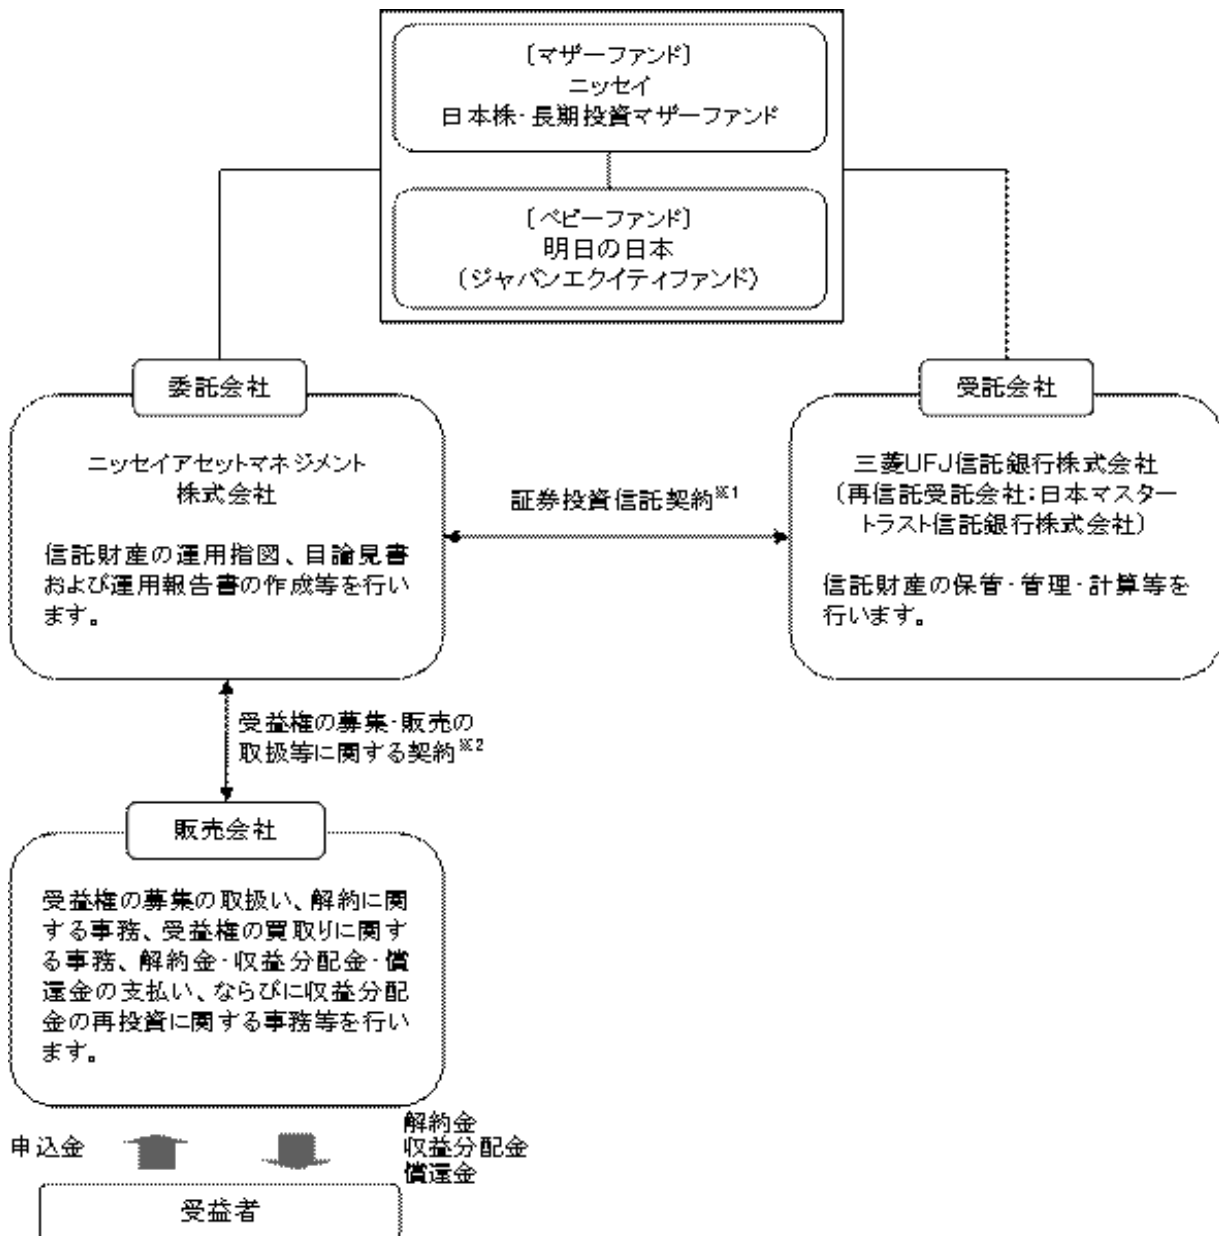 〔マザーファンド〕
ニッセイ
日本株・長期投資マザーファンド
〔ベビーファンド〕
明日の日本
(ジャパンエクイティファンド)
委託会社
ニッセイアセットマネジメント
株式会社
信託財産の運用指図、目論見書
および運用報告書の作成等を行い
ます。
証券投資信託契約※1
受託会社
三菱UFJ信託銀行株式会社
(再信託受託会社:日本マスター
トラスト信託銀行株式会社)
信託財産の保管・管理・計算等を
行います。
受益権の募集・販売の
取扱等に関する契約※2
販売会社
受益権の募集の取扱い、解約に関
する事務、受益権の買取りに関す
る事務、解約金・収益分配金・償
還金の支払い、ならびに収益分配
金の再投資に関する事務等を行い
ます。
申込金
解約金
収益分配金
償還金
受益者